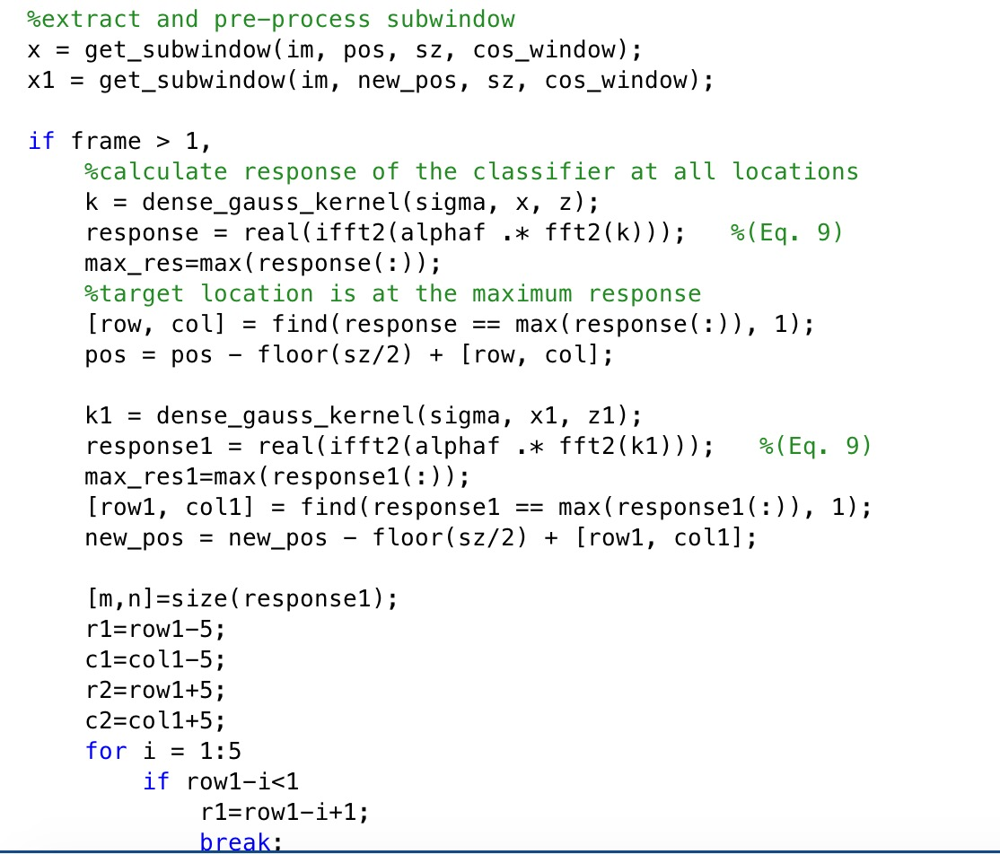 %extract and pre-process subwindow
x = get_subwindow(im, pos, sz, cos_window);
x1 = get_subwindow(im, new_pos, sz, cos_window);
if frame > 1,
%calculate response of the classifier at all locations
k = dense_gauss_kernel(sigma, x, z);
response = real(ifft2(alphaf .* fft2(k))); %(Eq. 9)
max_res=max(response(:));
%target location is at the maximum response
[row, col] = find(response == max(response(:)), 1);
pos = pos - floor(sz/2) + [row, col];
k1 = dense_gauss_kernel(sigma, x1, z1);
response1 = real(ifft2(alphaf .* fft2(k1))); %(Eq. 9)
max_res1=max(response1(:));
[row1, col1] = find(response1 == max(response1(:)), 1);
new_pos = new_pos - floor(sz/2) + [row1, col1];
[m,n]=size(response1);
r1=row1-5;
c1=col1-5;
r2=row1+5;
c2=col1+5;
for i = 1:5
if row1-i<1
r1=row1-i+1;
break;